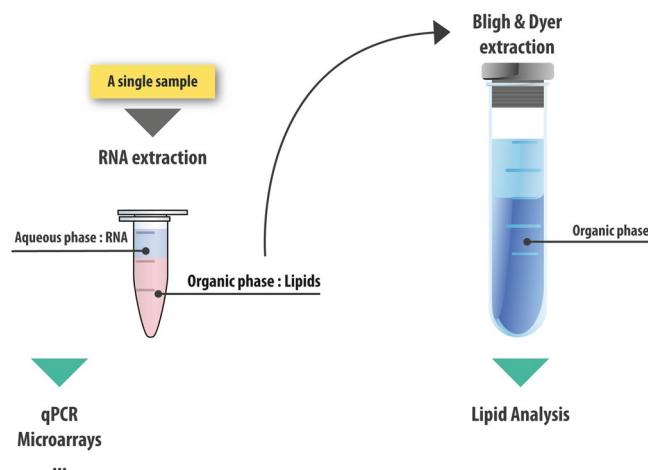 Bligh & Dyer
extraction
A single sample
RNA extraction
Aqueous phase : RNA
Organic phase
Organic phase : Lipids
qPCR
Microarrays
...
Lipid Analysis